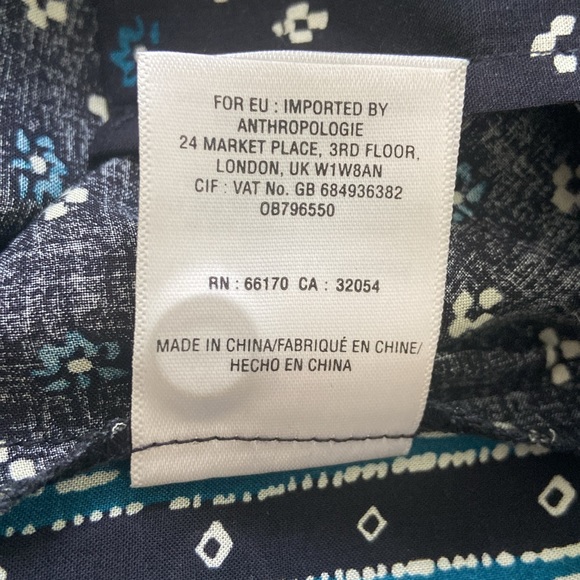 FOR EU : IMPORTED BY
ANTHROPOLOGIE
24 MARKET PLACE, 3RD FLOOR,
LONDON, UK W1W8AN
CIF : VAT No. GB 684936382
OB796550
RN : 66170 CA : 32054
MADE IN CHINA/FABRIQUÉ EN CHINE/
HECHO EN CHINA